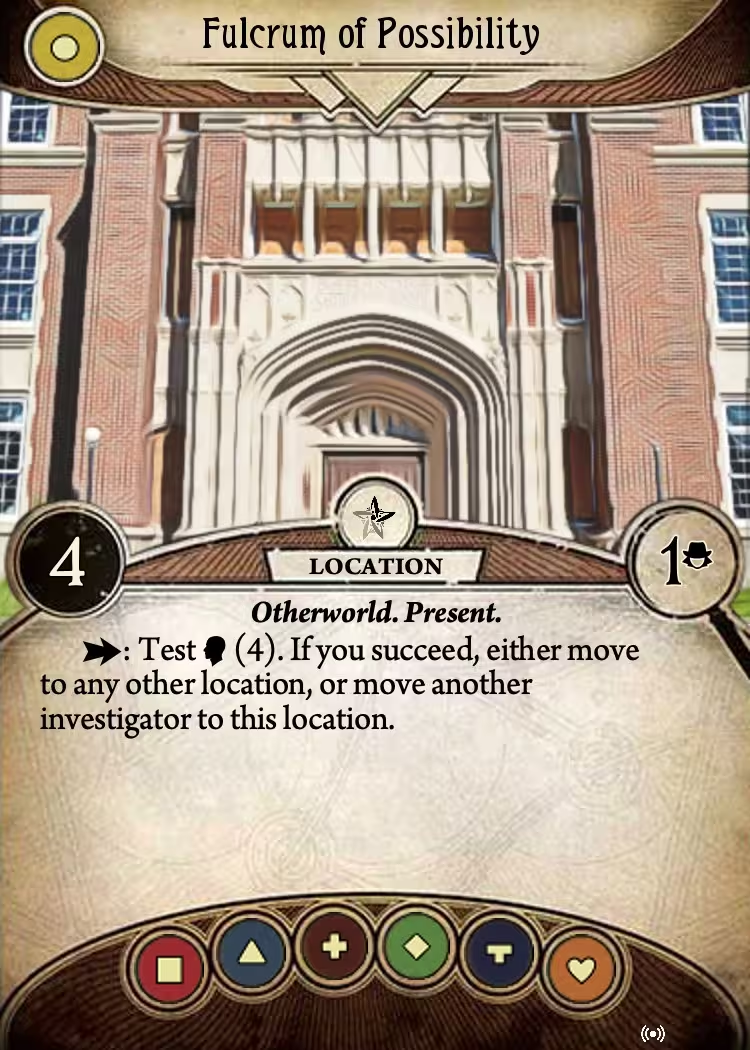 Fulcrum of Possibility
4
LOCATION
1
Otherworld. Present.
: Test (4). If you succeed, either move
to any other location, or move another
investigator to this location.